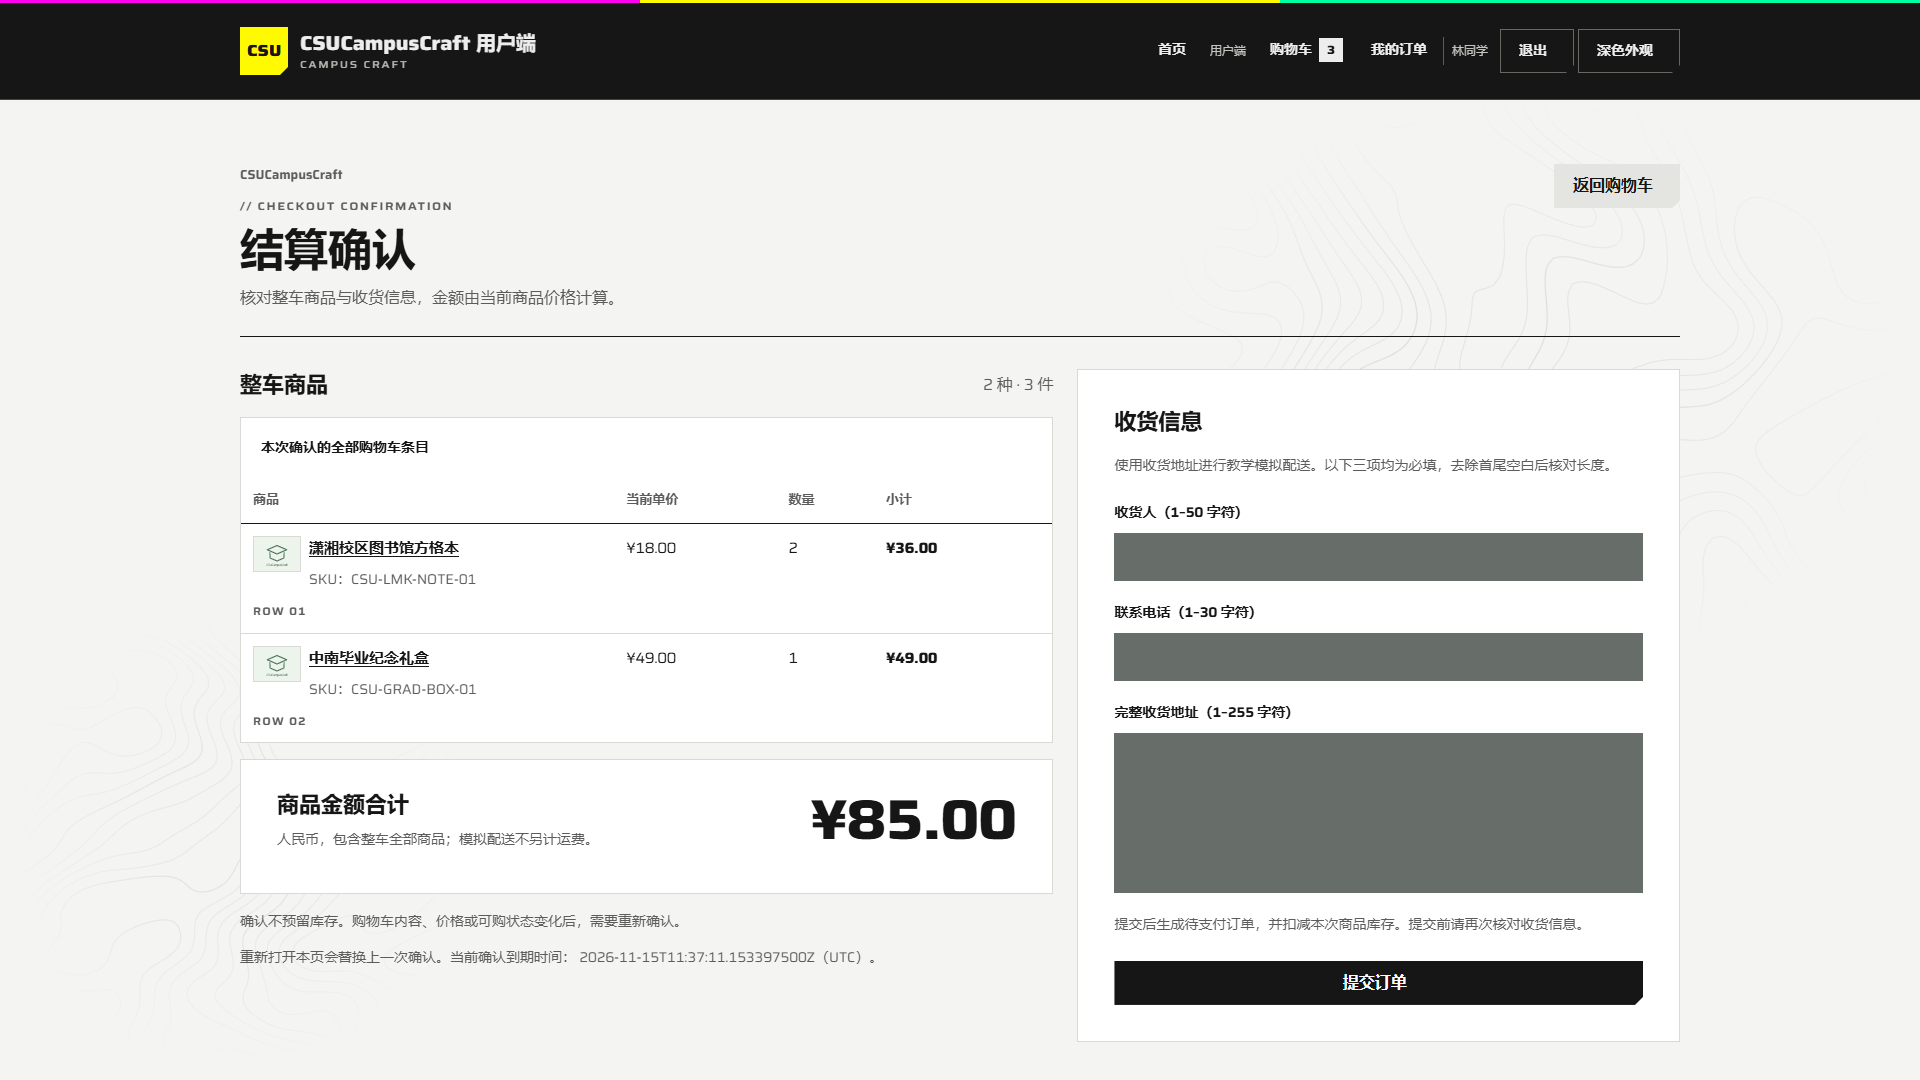 CSU
CSUCampusCraft 用户端
CAMPUS CRAFT
首页
用户端
购物车 3
我的订单
林同学
退出
深色外观
CSUCampusCraft
// CHECKOUT CONFIRMATION
结算确认
核对整车商品与收货信息，金额由当前商品价格计算。
返回购物车
整车商品
2 种 · 3 件
本次确认的全部购物车条目
商品 当前单价 数量 小计
潇湘校区图书馆方格本 ¥18.00 2 ¥36.00
SKU：CSU-LMK-NOTE-01
ROW 01
中南毕业纪念礼盒 ¥49.00 1 ¥49.00
SKU：CSU-GRAD-BOX-01
ROW 02
商品金额合计
人民币，包含整车全部商品；模拟配送不另计运费。
¥85.00
确认不预留库存。购物车内容、价格或可购状态变化后，需要重新确认。
重新打开本页会替换上一次确认。当前确认到期时间： 2026-11-15T11:37:11.153397500Z（UTC）。
收货信息
使用收货地址进行教学模拟配送。以下三项均为必填，去除首尾空白后核对长度。
收货人（1–50 字符）
联系电话（1–30 字符）
完整收货地址（1–255 字符）
提交后生成待支付订单，并扣减本次商品库存。提交前请再次核对收货信息。
提交订单